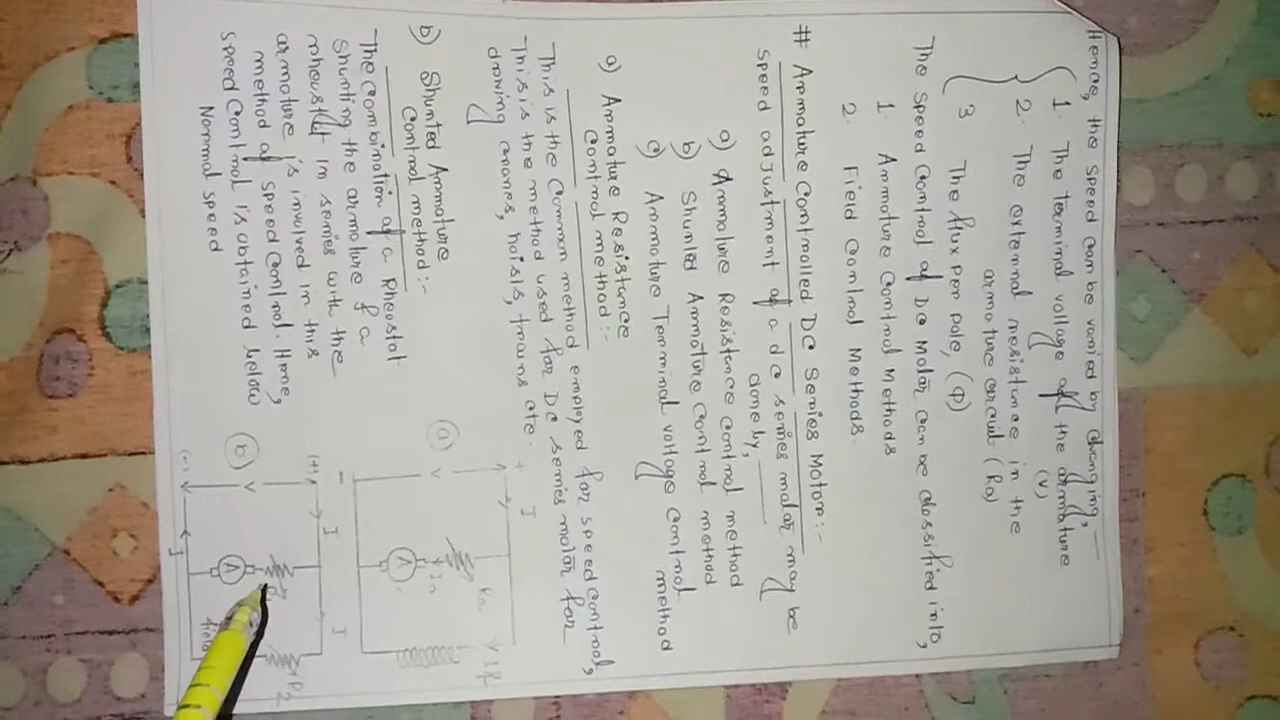 Hence, the speed can be varied by changing,
1. The terminal voltage of the armature
(V)
2. The external resistance in the
armature circuit (Ra)
3 The flux per pole, (Φ)
The speed control of DC Motor can be classified into,
1. Armature Control Methods
2. Field Control Methods.
# Armature Controlled DC Series Motor:-
Speed adjustment of a dc series motor may be
done by,
a) Armature Resistance control method
b) Shunted Armature control method
c) Armature Terminal voltage control
method
a) Armature Resistance
Control method:-
This is the common method employed for speed control,
This is the method used for DC series motor for
driving cranes, hoists, trains etc.
b) Shunted Armature
Control method:-
The Combination of a Rheostat
Shunting the armature & a
rheostat in series with the
armature is involved in this
method of speed control. Hence,
speed control is obtained below
Normal speed
+ I
Ra
Ia
A
V
-
(a)
(+) I
I
R2
V
A
field
(-)
I
(b)